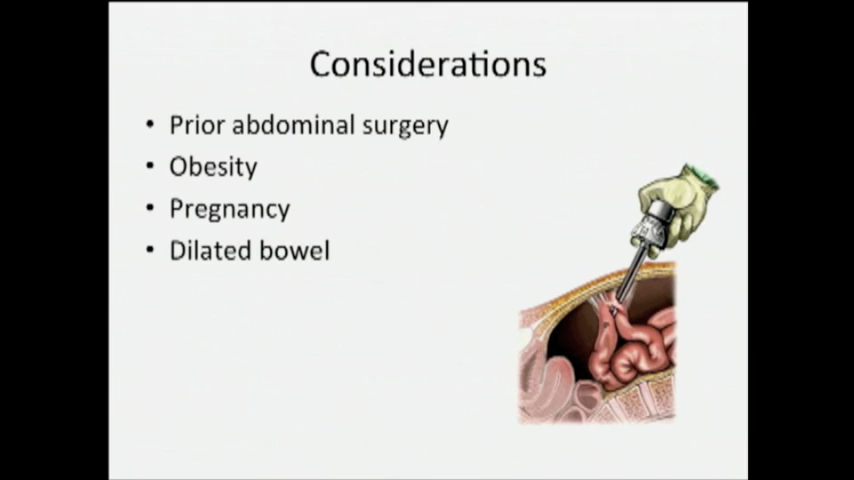 Considerations
• Prior abdominal surgery
• Obesity
• Pregnancy
• Dilated bowel